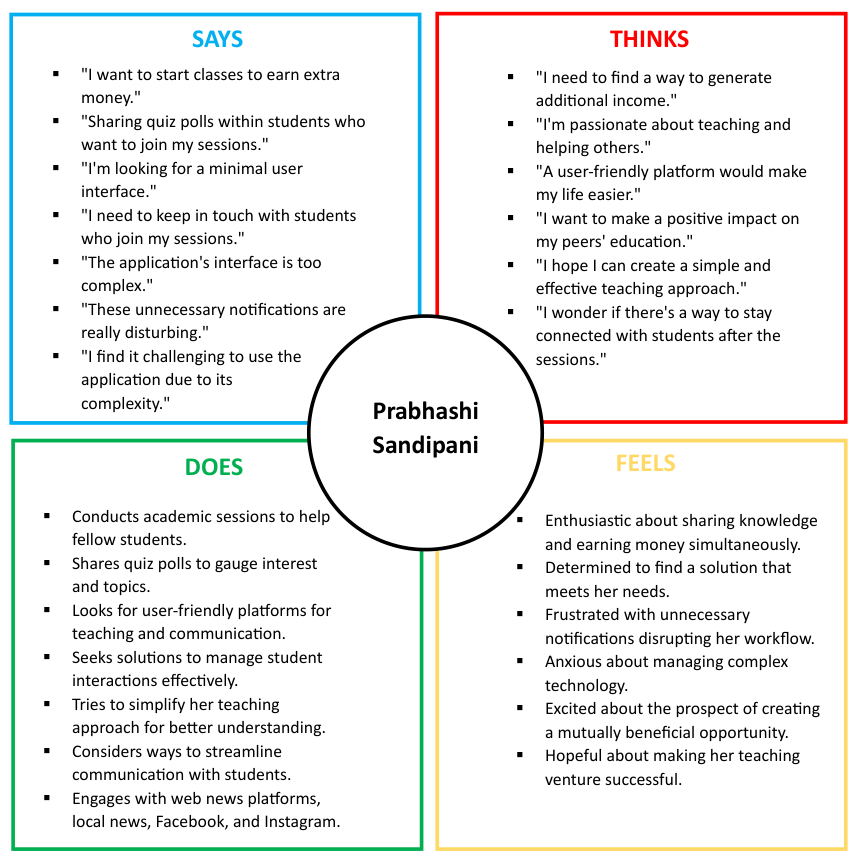 SAYS
▪ "I want to start classes to earn extra
money."
▪ "Sharing quiz polls within students who
want to join my sessions."
▪ "I'm looking for a minimal user
interface."
▪ "I need to keep in touch with students
who join my sessions."
▪ "The application's interface is too
complex."
▪ "These unnecessary notifications are
really disturbing."
▪ "I find it challenging to use the
application due to its
complexity."
THINKS
▪ "I need to find a way to generate
additional income."
▪ "I'm passionate about teaching and
helping others."
▪ "A user-friendly platform would make
my life easier."
▪ "I want to make a positive impact on
my peers' education."
▪ "I hope I can create a simple and
effective teaching approach."
▪ "I wonder if there's a way to stay
connected with students after the
sessions."
Prabhashi
Sandipani
DOES
▪ Conducts academic sessions to help
fellow students.
▪ Shares quiz polls to gauge interest
and topics.
▪ Looks for user-friendly platforms for
teaching and communication.
▪ Seeks solutions to manage student
interactions effectively.
▪ Tries to simplify her teaching
approach for better understanding.
▪ Considers ways to streamline
communication with students.
▪ Engages with web news platforms,
local news, Facebook, and Instagram.
FEELS
▪ Enthusiastic about sharing knowledge
and earning money simultaneously.
▪ Determined to find a solution that
meets her needs.
▪ Frustrated with unnecessary
notifications disrupting her workflow.
▪ Anxious about managing complex
technology.
▪ Excited about the prospect of creating
a mutually beneficial opportunity.
▪ Hopeful about making her teaching
venture successful.